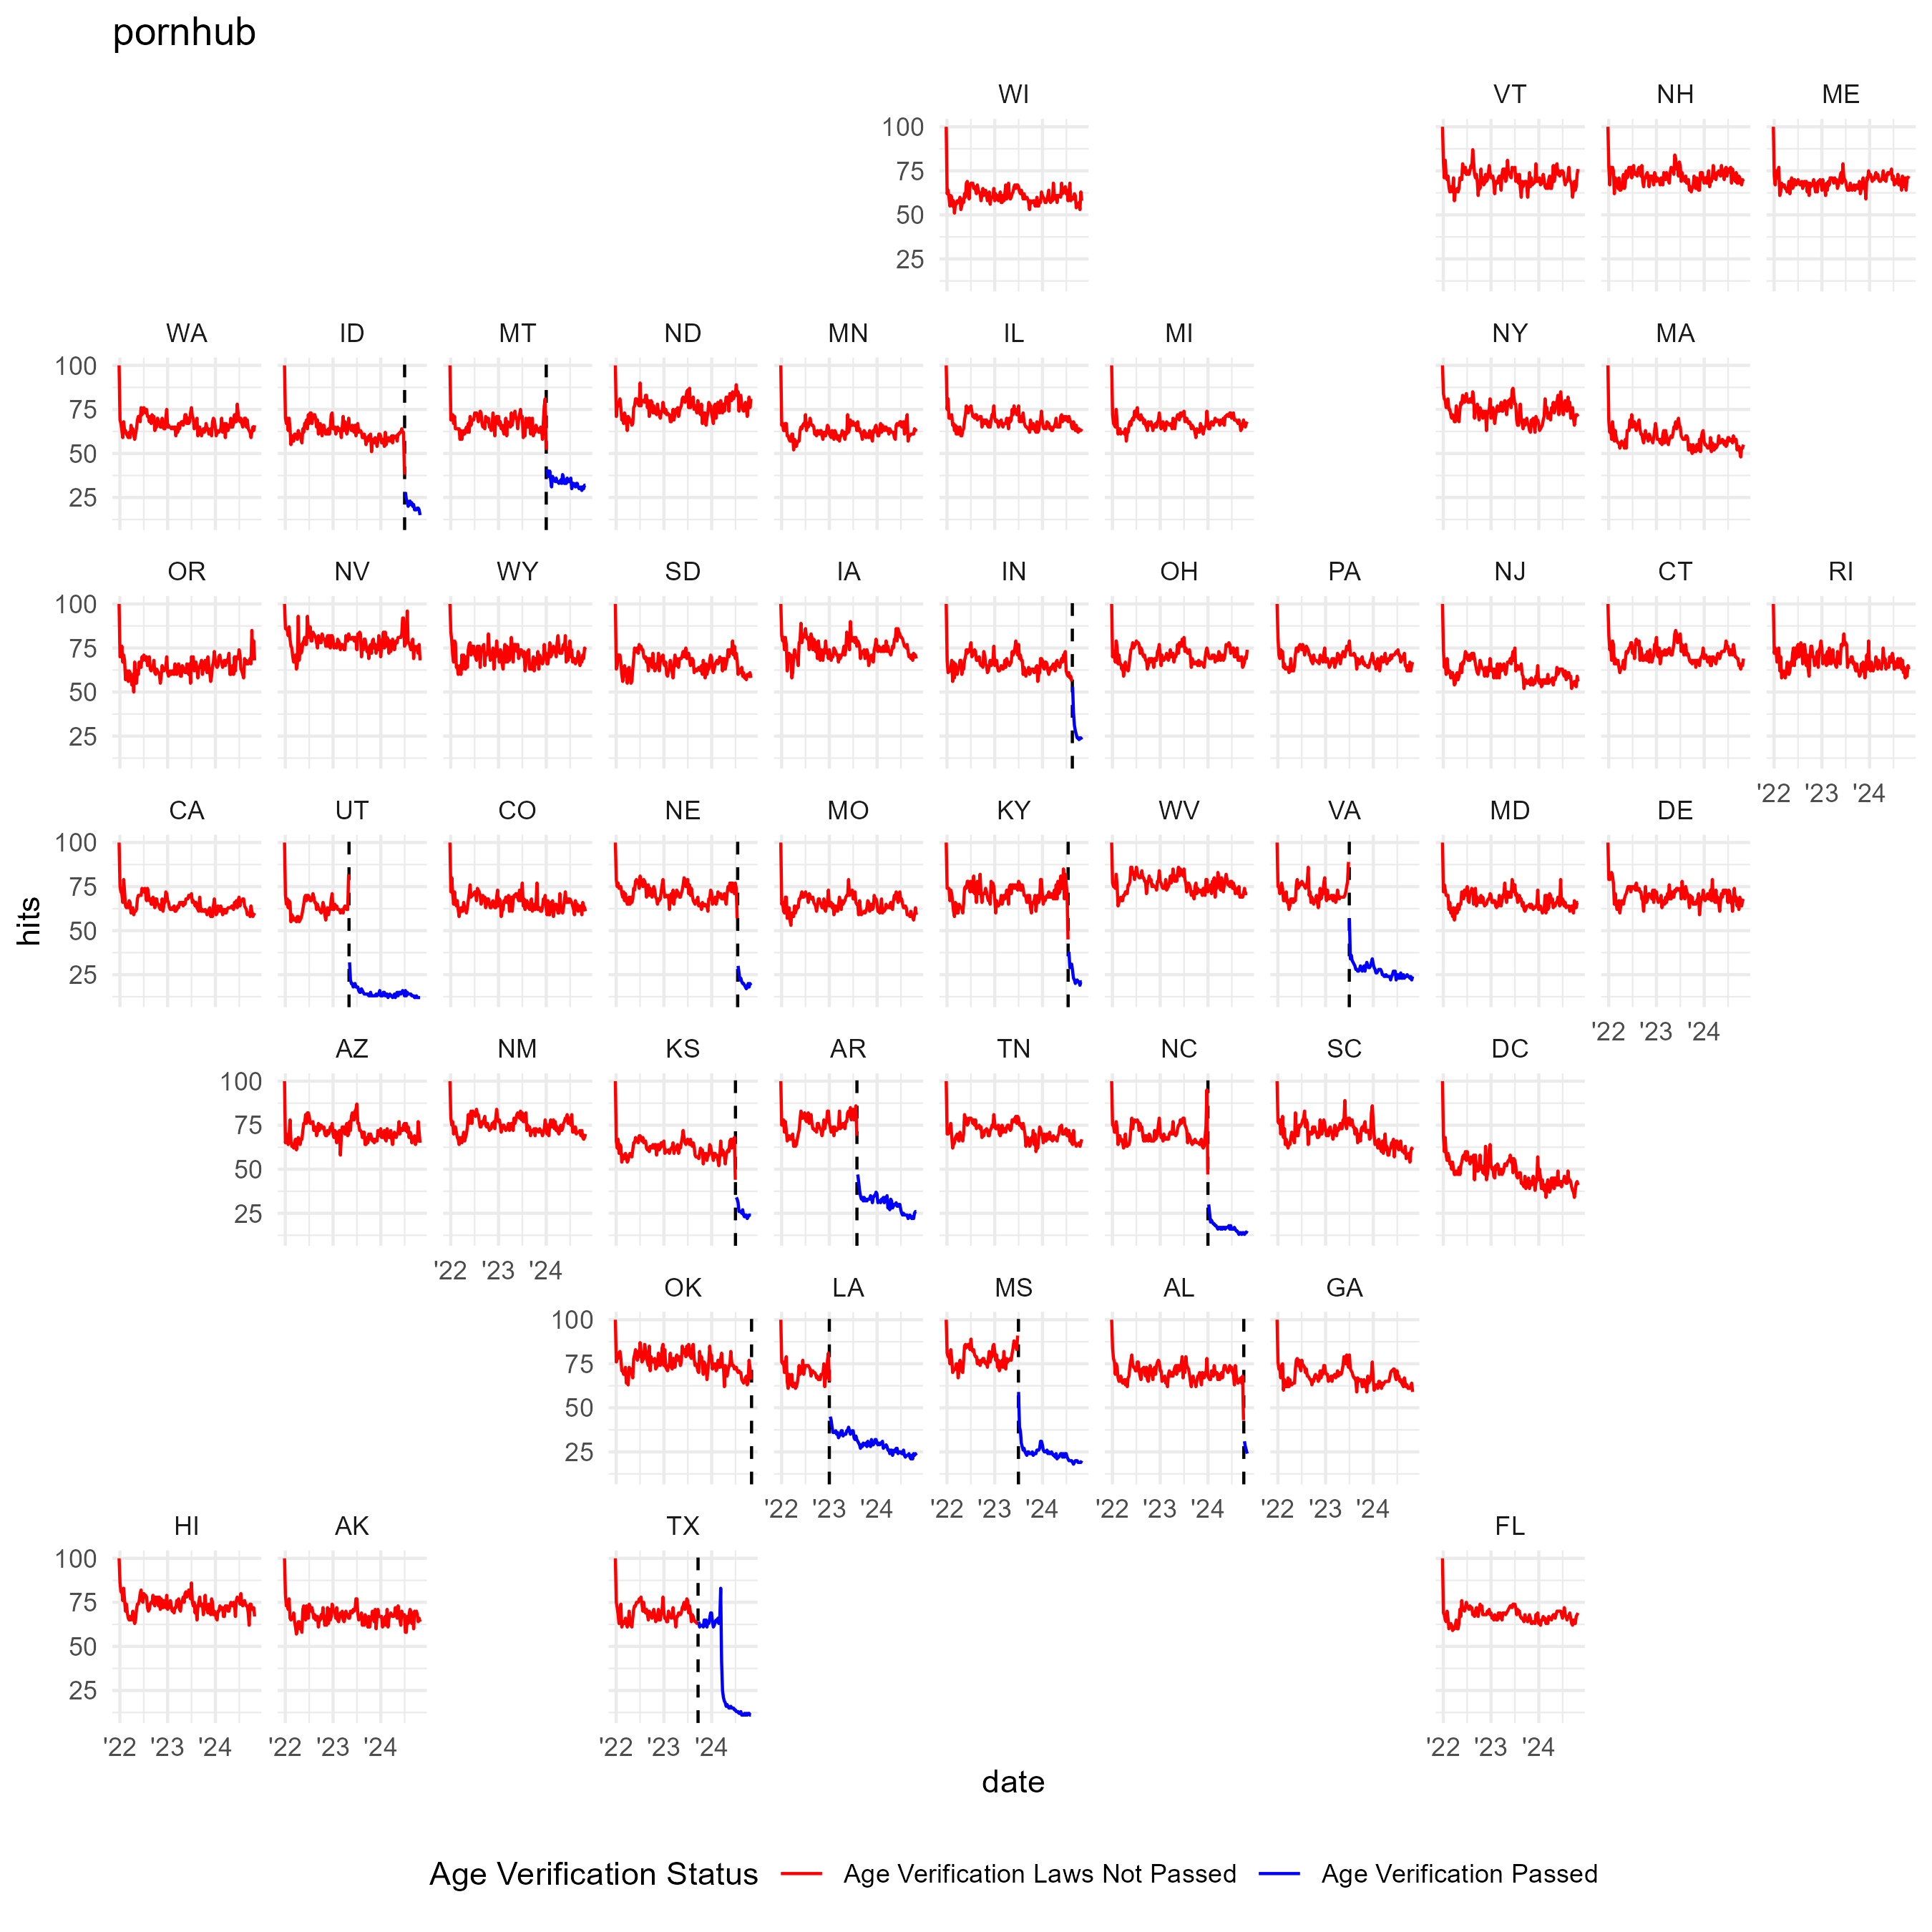 pornhub
WI VT NH ME
100
75
50
25
WA ID MT ND MN IL MI NY MA
100
75
50
25
OR NV WY SD IA IN OH PA NJ CT RI
100
75
50
25
'22 '23 '24
CA UT CO NE MO KY WV VA MD DE
100
75
50
25
'22 '23 '24
AZ NM KS AR TN NC SC DC
100
75
50
25
'22 '23 '24
OK LA MS AL GA
100
75
50
25
'22 '23 '24 '22 '23 '24 '22 '23 '24 '22 '23 '24
HI AK TX FL
100
75
50
25
'22 '23 '24 '22 '23 '24 '22 '23 '24 '22 '23 '24
hits
date
Age Verification Status Age Verification Laws Not Passed Age Verification Passed